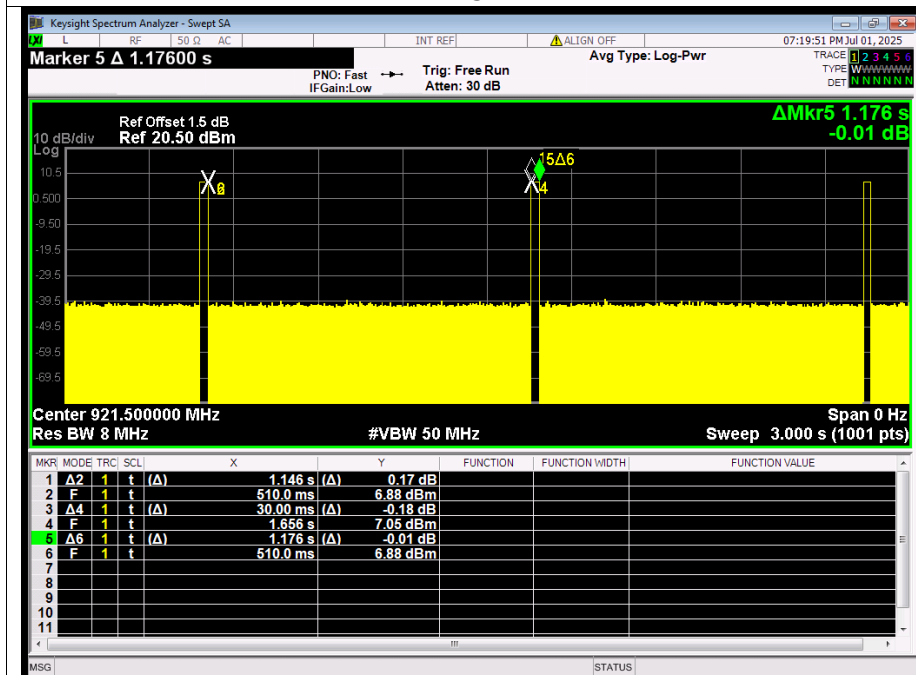 Keysight Spectrum Analyzer - Swept SA
LXI L RF 50 Ω AC INT REF ALIGN OFF 07:19:51 PM Jul 01, 2025
Marker 5 Δ 1.17600 s Avg Type: Log-Pwr TRACE 1 2 3 4 5 6
PNO: Fast Trig: Free Run TYPE WWWWWW
IFGain:Low Atten: 30 dB DET N N N N N N
ΔMkr5 1.176 s
-0.01 dB
Ref Offset 1.5 dB
10 dB/div Ref 20.50 dBm
Log
10.5
0.500
-9.50
-19.5
-29.5
-39.5
-49.5
-59.5
-69.5
15Δ6
4
Center 921.500000 MHz Span 0 Hz
Res BW 8 MHz #VBW 50 MHz Sweep 3.000 s (1001 pts)
MKR MODE TRC SCL X Y FUNCTION FUNCTION WIDTH FUNCTION VALUE
1 Δ2 1 t (Δ) 1.146 s (Δ) 0.17 dB
2 F 1 t 510.0 ms 6.88 dBm
3 Δ4 1 t (Δ) 30.00 ms (Δ) -0.18 dB
4 F 1 t 1.656 s 7.05 dBm
5 Δ6 1 t (Δ) 1.176 s (Δ) -0.01 dB
6 F 1 t 510.0 ms 6.88 dBm
7
8
9
10
11
MSG STATUS